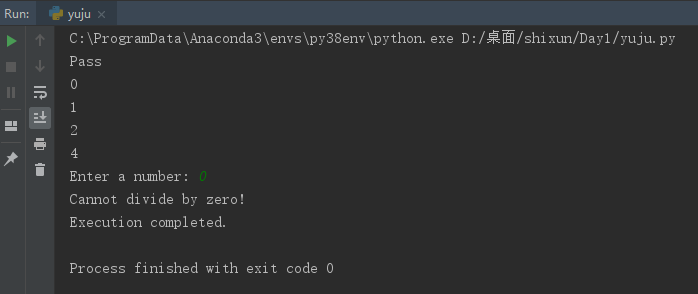 Run:
yuju
C:\ProgramData\Anaconda3\envs\py38env\python.exe D:/桌面/shixun/Day1/yuju.py
Pass
0
1
2
4
Enter a number: 0
Cannot divide by zero!
Execution completed.
Process finished with exit code 0